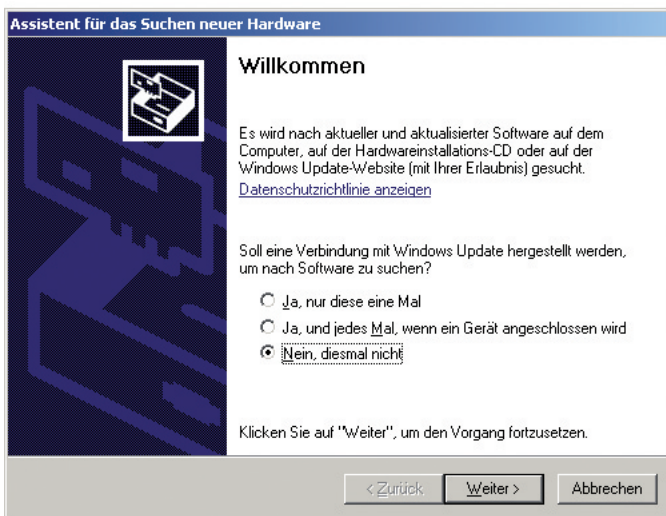 Assistent für das Suchen neuer Hardware
Willkommen
Es wird nach aktueller und aktualisierter Software auf dem
Computer, auf der Hardwareinstallations-CD oder auf der
Windows Update-Website (mit Ihrer Erlaubnis) gesucht.
Datenschutzrichtlinie anzeigen
Soll eine Verbindung mit Windows Update hergestellt werden,
um nach Software zu suchen?
Ja, nur diese eine Mal
Ja, und jedes Mal, wenn ein Gerät angeschlossen wird
Nein, diesmal nicht
Klicken Sie auf "Weiter", um den Vorgang fortzusetzen.
< Zurück Weiter > Abbrechen